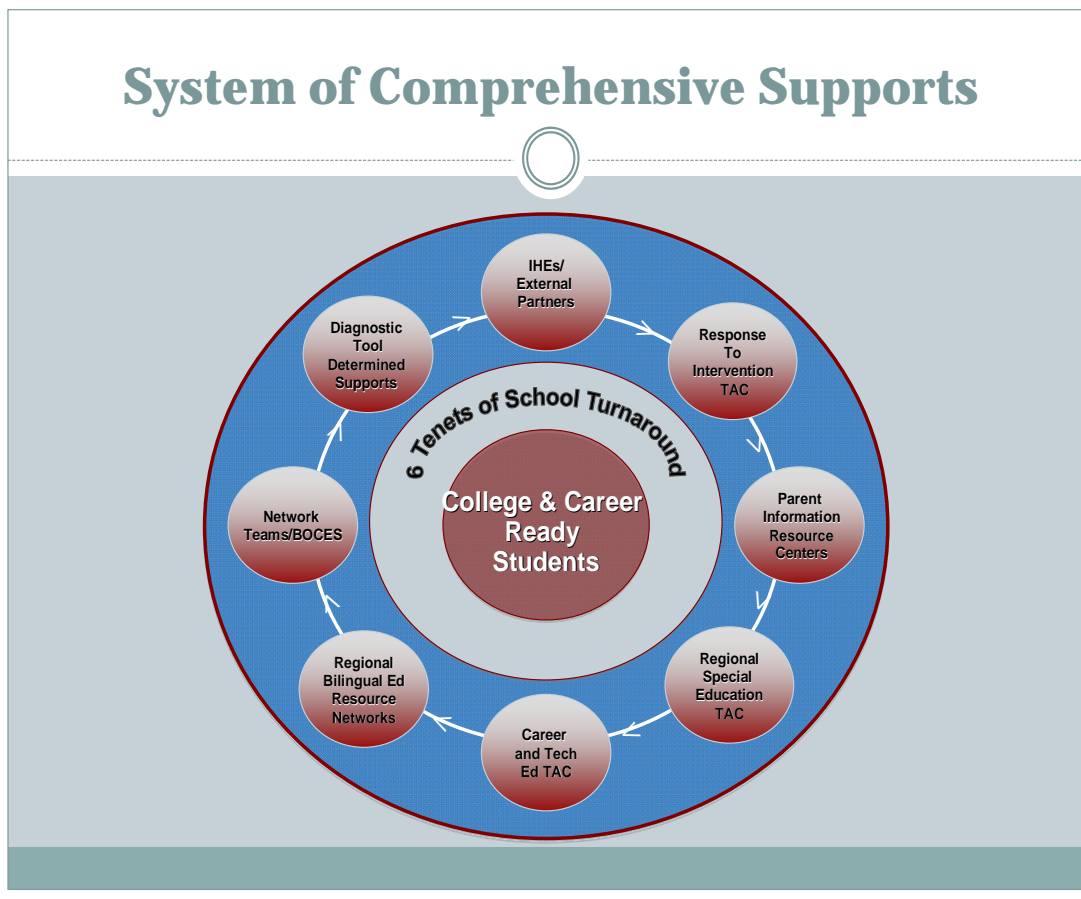 System of Comprehensive Supports
IHEs/
External
Partners
Response
To
Intervention
TAC
Parent
Information
Resource
Centers
Regional
Special
Education
TAC
Career
and Tech
Ed TAC
Regional
Bilingual Ed
Resource
Networks
Network
Teams/BOCES
Diagnostic
Tool
Determined
Supports
6 Tenets of School Turnaround
College & Career
Ready
Students